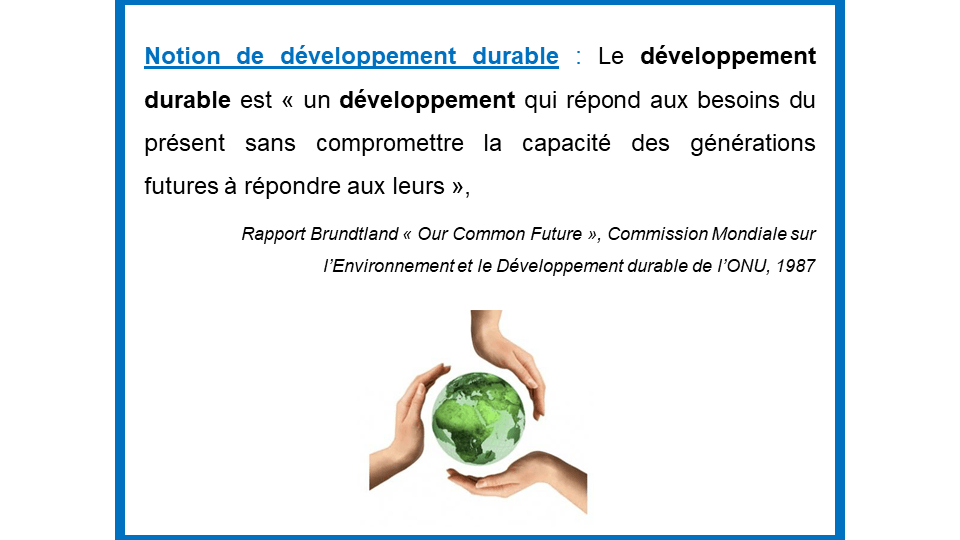 Notion de développement durable : Le développement
durable est « un développement qui répond aux besoins du
présent sans compromettre la capacité des générations
futures à répondre aux leurs »,
Rapport Brundtland « Our Common Future », Commission Mondiale sur
l’Environnement et le Développement durable de l’ONU, 1987